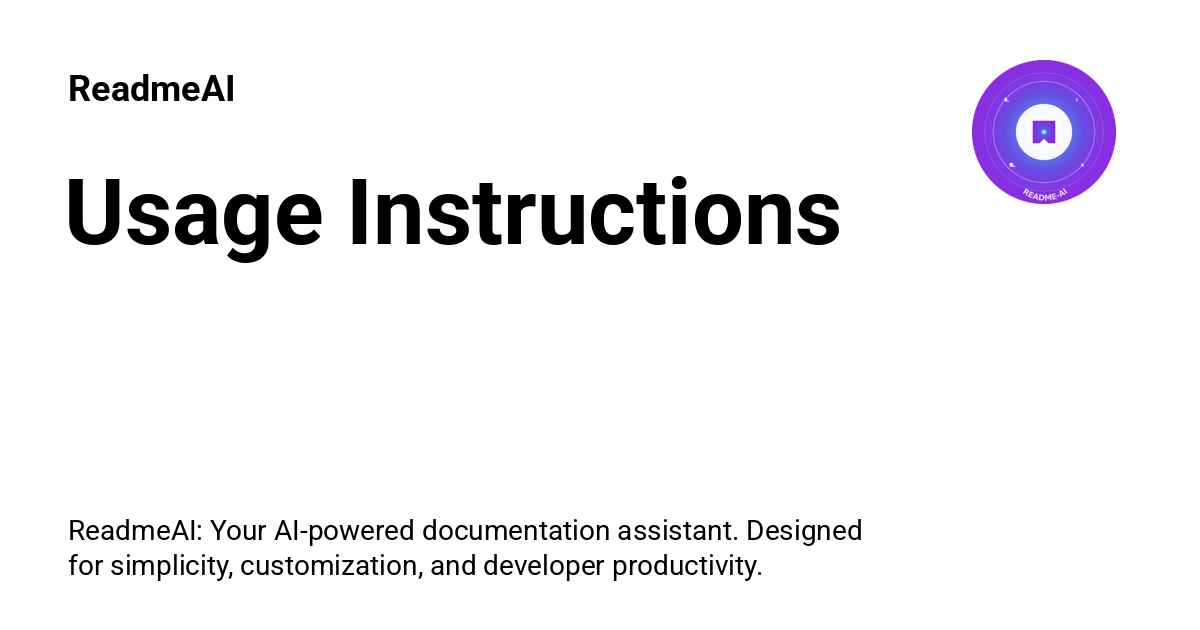 ReadmeAI
README-AI
Usage Instructions
ReadmeAI: Your AI-powered documentation assistant. Designed
for simplicity, customization, and developer productivity.